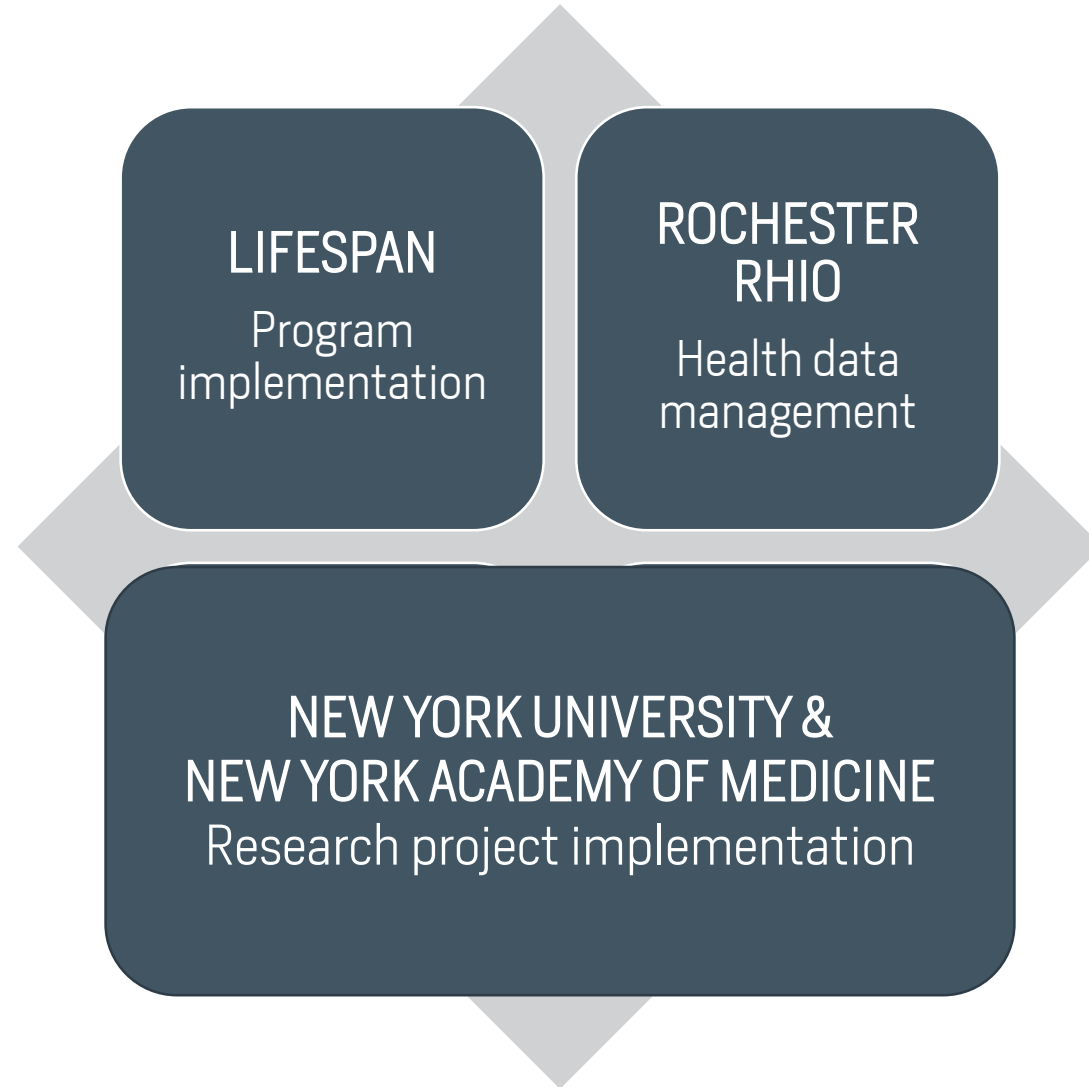 LIFESPAN
Program
implementation
ROCHESTER
RHIO
Health data
management
NEW YORK UNIVERSITY &
NEW YORK ACADEMY OF MEDICINE
Research project implementation